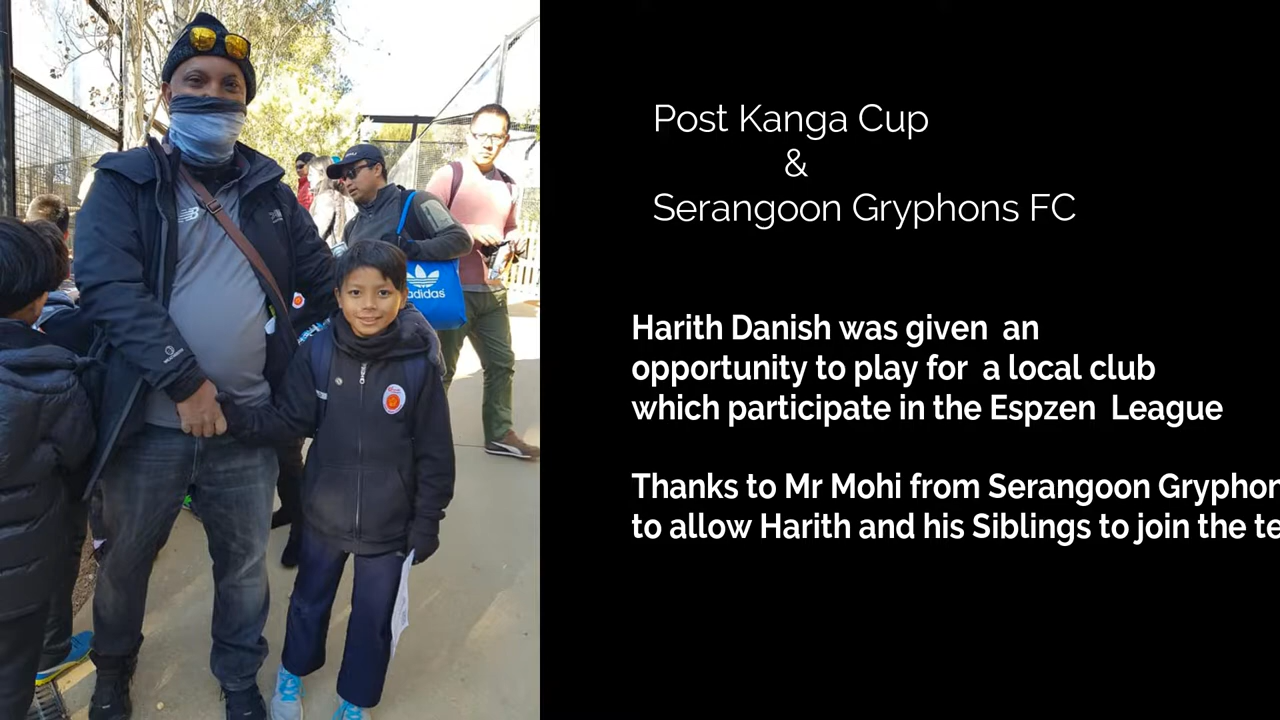 Post Kanga Cup
&
Serangoon Gryphons FC
Harith Danish was given  an
opportunity to play for  a local club
which participate in the Espzen  League
Thanks to Mr Mohi from Serangoon Gryphon
to allow Harith and his Siblings to join the te
adidas